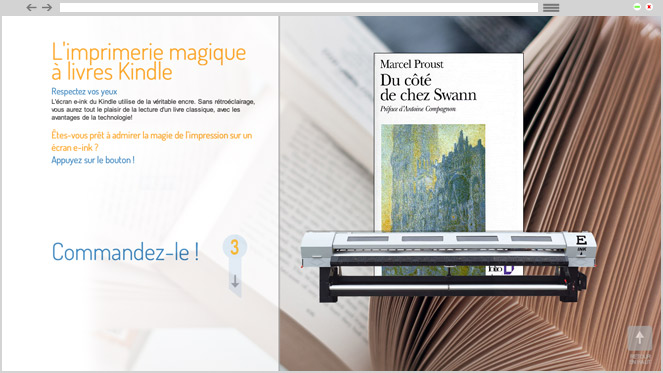 L'imprimerie magique
à livres Kindle
Respectez vos yeux
L'écran e-ink du Kindle utilise de la véritable encre. Sans rétroéclairage,
vous aurez tout le plaisir de la lecture d'un livre classique, avec les
avantages de la technologie!
Êtes-vous prêt à admirer la magie de l'impression sur un
écran e-ink ?
Appuyez sur le bouton !
Commandez-le !
3
Marcel Proust
Du côté
de chez Swann
Préface d'Antoine Compagnon
E
folio